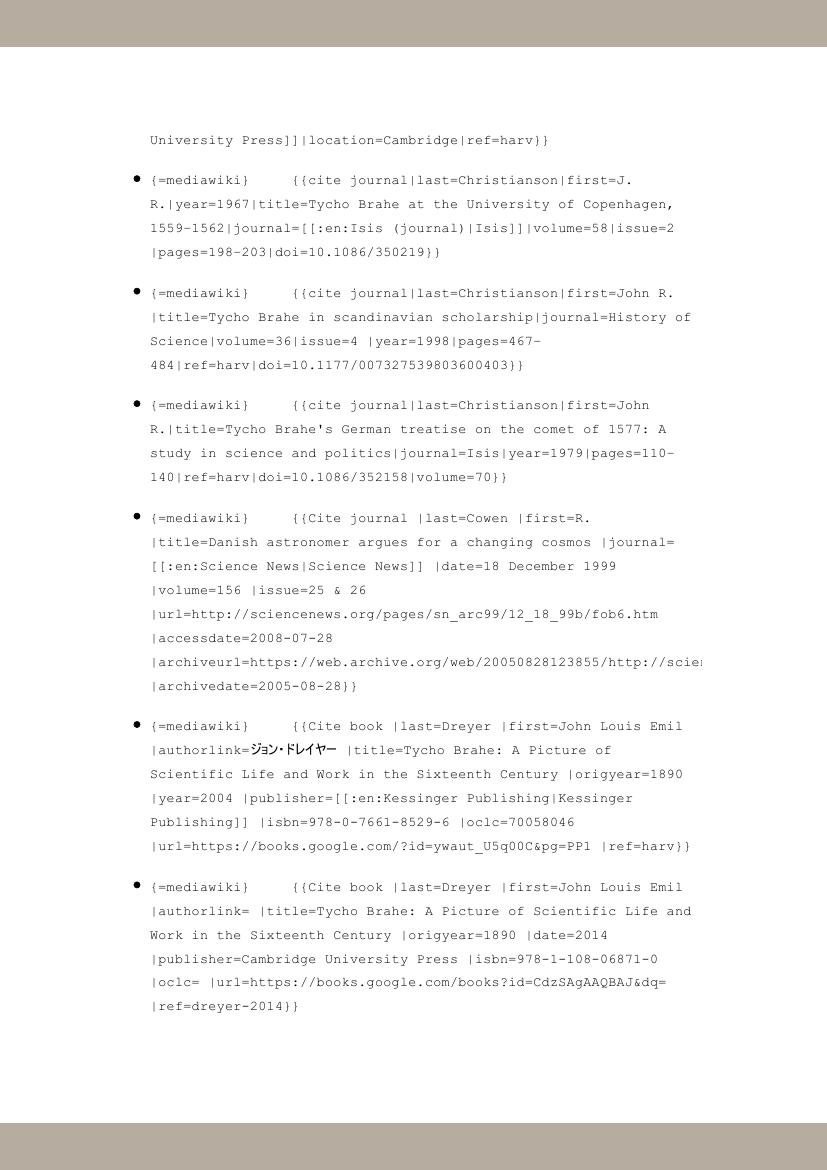 University Press]]|location=Cambridge|ref=harv}}
• {=mediawiki}     {{cite journal|last=Christianson|first=J.
R.|year=1967|title=Tycho Brahe at the University of Copenhagen,
1559–1562|journal=[[:en:Isis (journal)|Isis]]|volume=58|issue=2
|pages=198–203|doi=10.1086/350219}}
• {=mediawiki}     {{cite journal|last=Christianson|first=John R.
|title=Tycho Brahe in scandinavian scholarship|journal=History of
Science|volume=36|issue=4 |year=1998|pages=467–
484|ref=harv|doi=10.1177/007327539803600403}}
• {=mediawiki}     {{cite journal|last=Christianson|first=John
R.|title=Tycho Brahe's German treatise on the comet of 1577: A
study in science and politics|journal=Isis|year=1979|pages=110–
140|ref=harv|doi=10.1086/352158|volume=70}}
• {=mediawiki}     {{Cite journal |last=Cowen |first=R.
|title=Danish astronomer argues for a changing cosmos |journal=
[[:en:Science News|Science News]] |date=18 December 1999
|volume=156 |issue=25 & 26
|url=http://sciencenews.org/pages/sn_arc99/12_18_99b/fob6.htm
|accessdate=2008-07-28
|archiveurl=https://web.archive.org/web/20050828123855/http://scie
|archivedate=2005-08-28}}
• {=mediawiki}     {{Cite book |last=Dreyer |first=John Louis Emil
|authorlink=ジョン・ドレイヤー |title=Tycho Brahe: A Picture of
Scientific Life and Work in the Sixteenth Century |origyear=1890
|year=2004 |publisher=[[:en:Kessinger Publishing|Kessinger
Publishing]] |isbn=978-0-7661-8529-6 |oclc=70058046
|url=https://books.google.com/?id=ywaut_U5q00C&pg=PP1 |ref=harv}}
• {=mediawiki}     {{Cite book |last=Dreyer |first=John Louis Emil
|authorlink= |title=Tycho Brahe: A Picture of Scientific Life and
Work in the Sixteenth Century |origyear=1890 |date=2014
|publisher=Cambridge University Press |isbn=978-1-108-06871-0
|oclc= |url=https://books.google.com/books?id=CdzSAgAAQBAJ&dq=
|ref=dreyer-2014}}